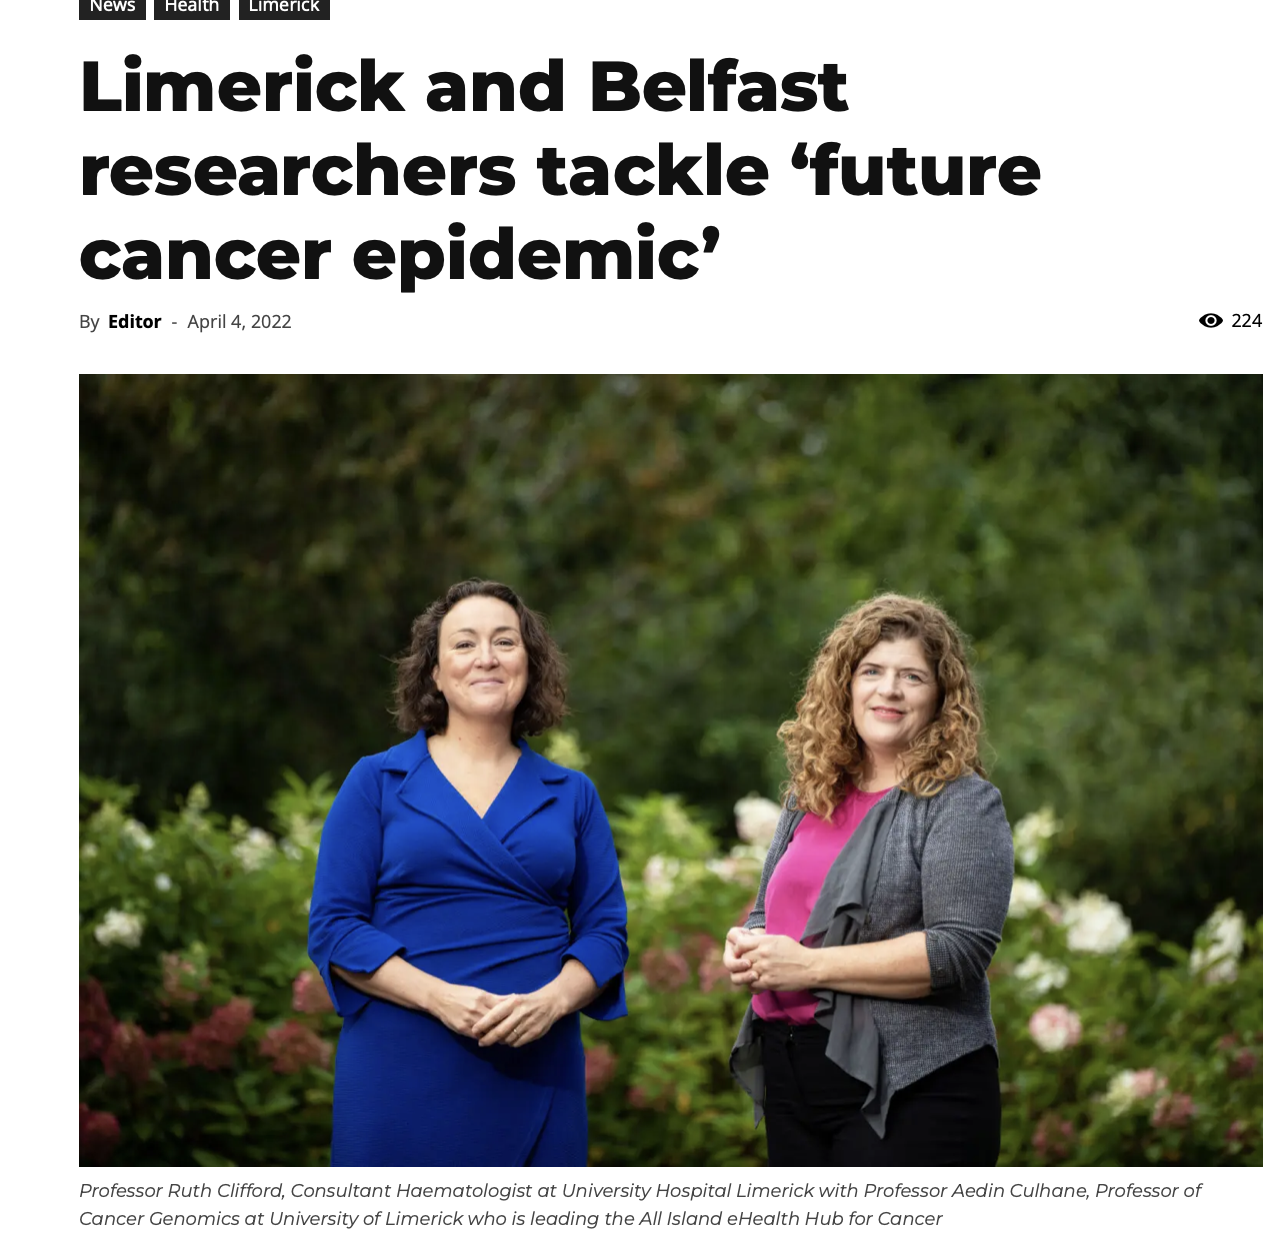 News Health Limerick
Limerick and Belfast
researchers tackle ‘future
cancer epidemic’
By Editor - April 4, 2022
224
Professor Ruth Clifford, Consultant Haematologist at University Hospital Limerick with Professor Aedin Culhane, Professor of
Cancer Genomics at University of Limerick who is leading the All Island eHealth Hub for Cancer